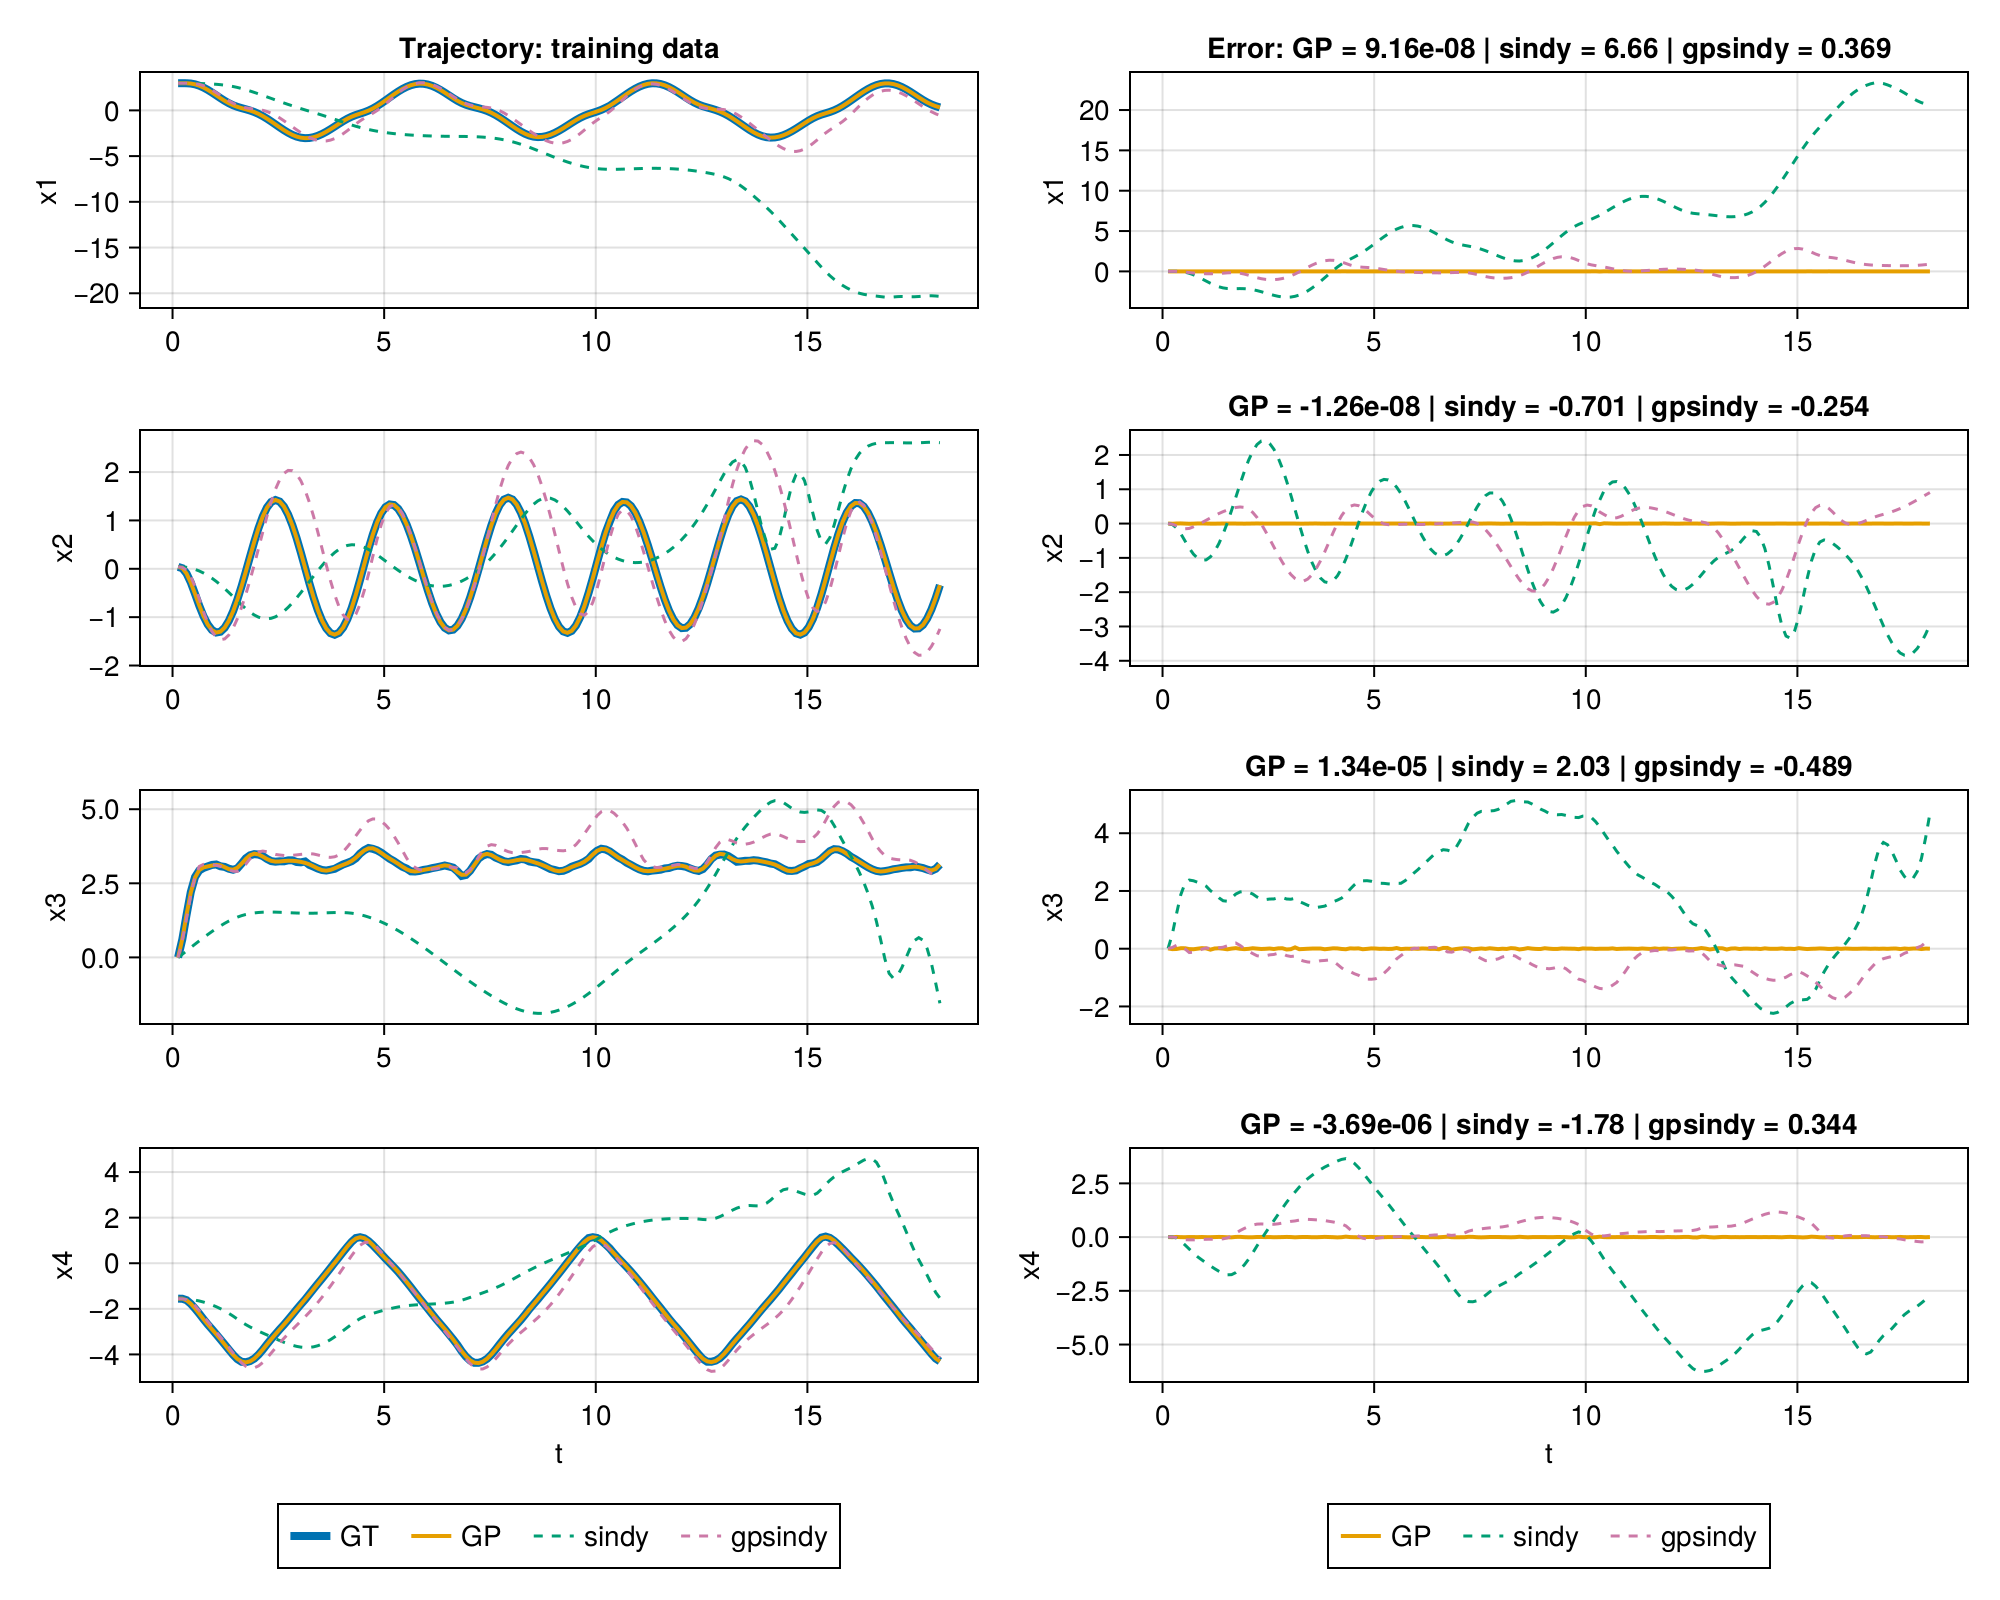 Trajectory: training data
x1
0
−5
−10
−15
−20
0 5 10 15
Error: GP = 9.16e-08 | sindy = 6.66 | gpsindy = 0.369
x1
20
15
10
5
0
0 5 10 15
x2
2
1
0
−1
−2
0 5 10 15
GP = -1.26e-08 | sindy = -0.701 | gpsindy = -0.254
x2
2
1
0
−1
−2
−3
−4
0 5 10 15
x3
5.0
2.5
0.0
0 5 10 15
GP = 1.34e-05 | sindy = 2.03 | gpsindy = -0.489
x3
4
2
0
−2
0 5 10 15
x4
4
2
0
−2
−4
0 5 10 15
t
GP = -3.69e-06 | sindy = -1.78 | gpsindy = 0.344
x4
2.5
0.0
−2.5
−5.0
0 5 10 15
t
GT GP sindy gpsindy
GP sindy gpsindy